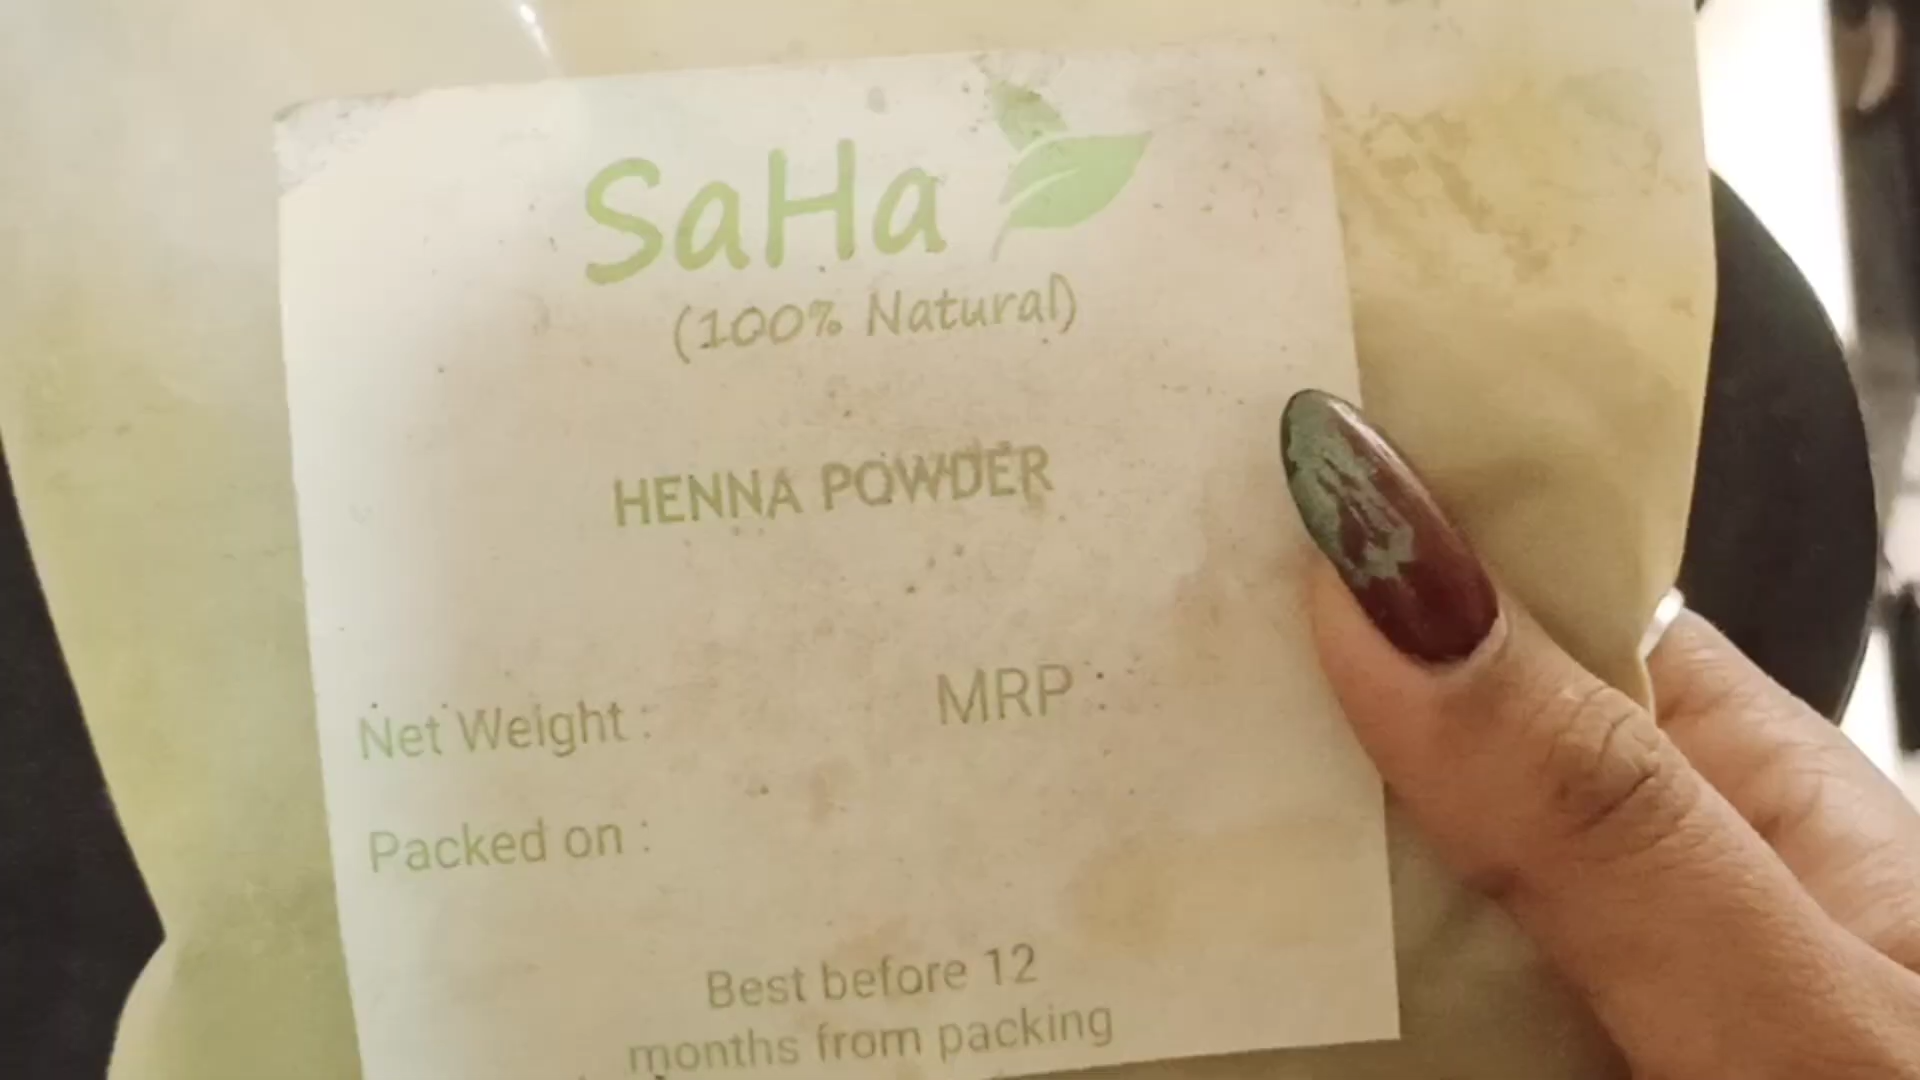 SaHa
(100% Natural)
HENNA POWDER
Net Weight : MRP :
Packed on :
Best before 12
months from packing